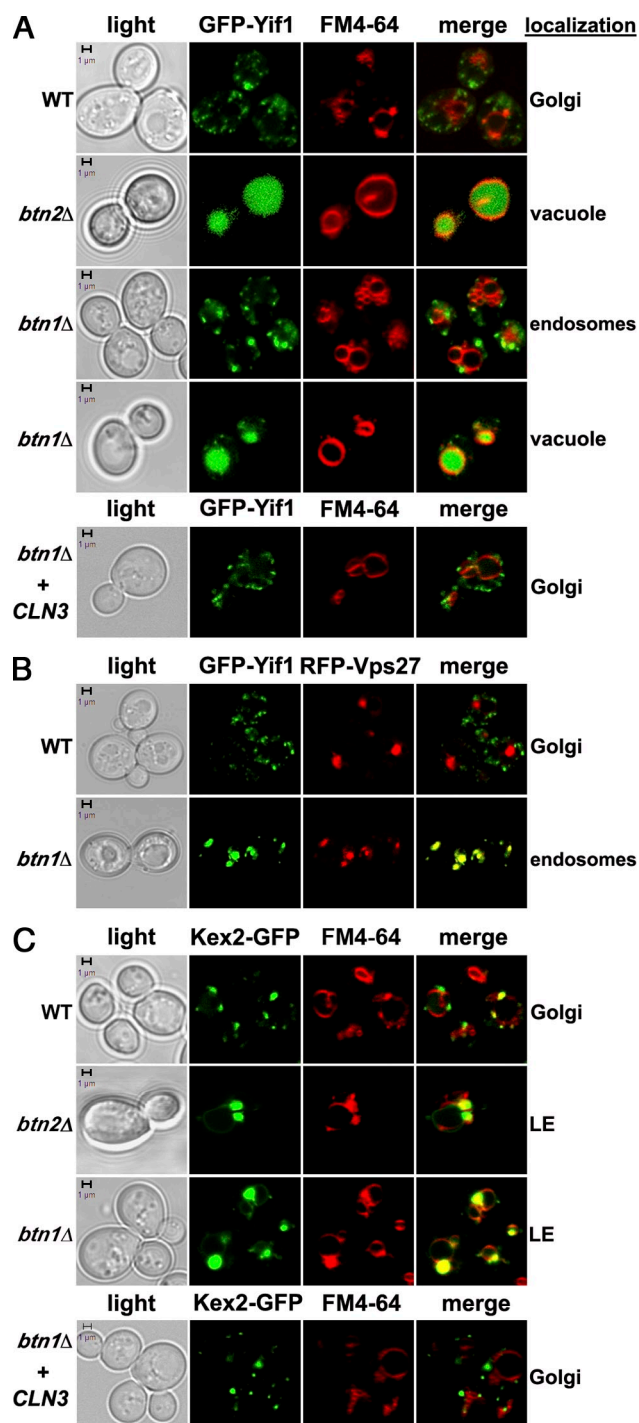 A light GFP-Yif1 FM4-64 merge localization
1 µm
WT Golgi
1 µm
btn2Δ vacuole
1 µm
btn1Δ endosomes
1 µm
btn1Δ vacuole
light GFP-Yif1 FM4-64 merge
1 µm
btn1Δ
+ Golgi
CLN3
B light GFP-Yif1 RFP-Vps27 merge
1 µm
WT Golgi
1 µm
btn1Δ endosomes
C light Kex2-GFP FM4-64 merge
1 µm
WT Golgi
1 µm
btn2Δ LE
1 µm
btn1Δ LE
light Kex2-GFP FM4-64 merge
1 µm
btn1Δ
+ Golgi
CLN3